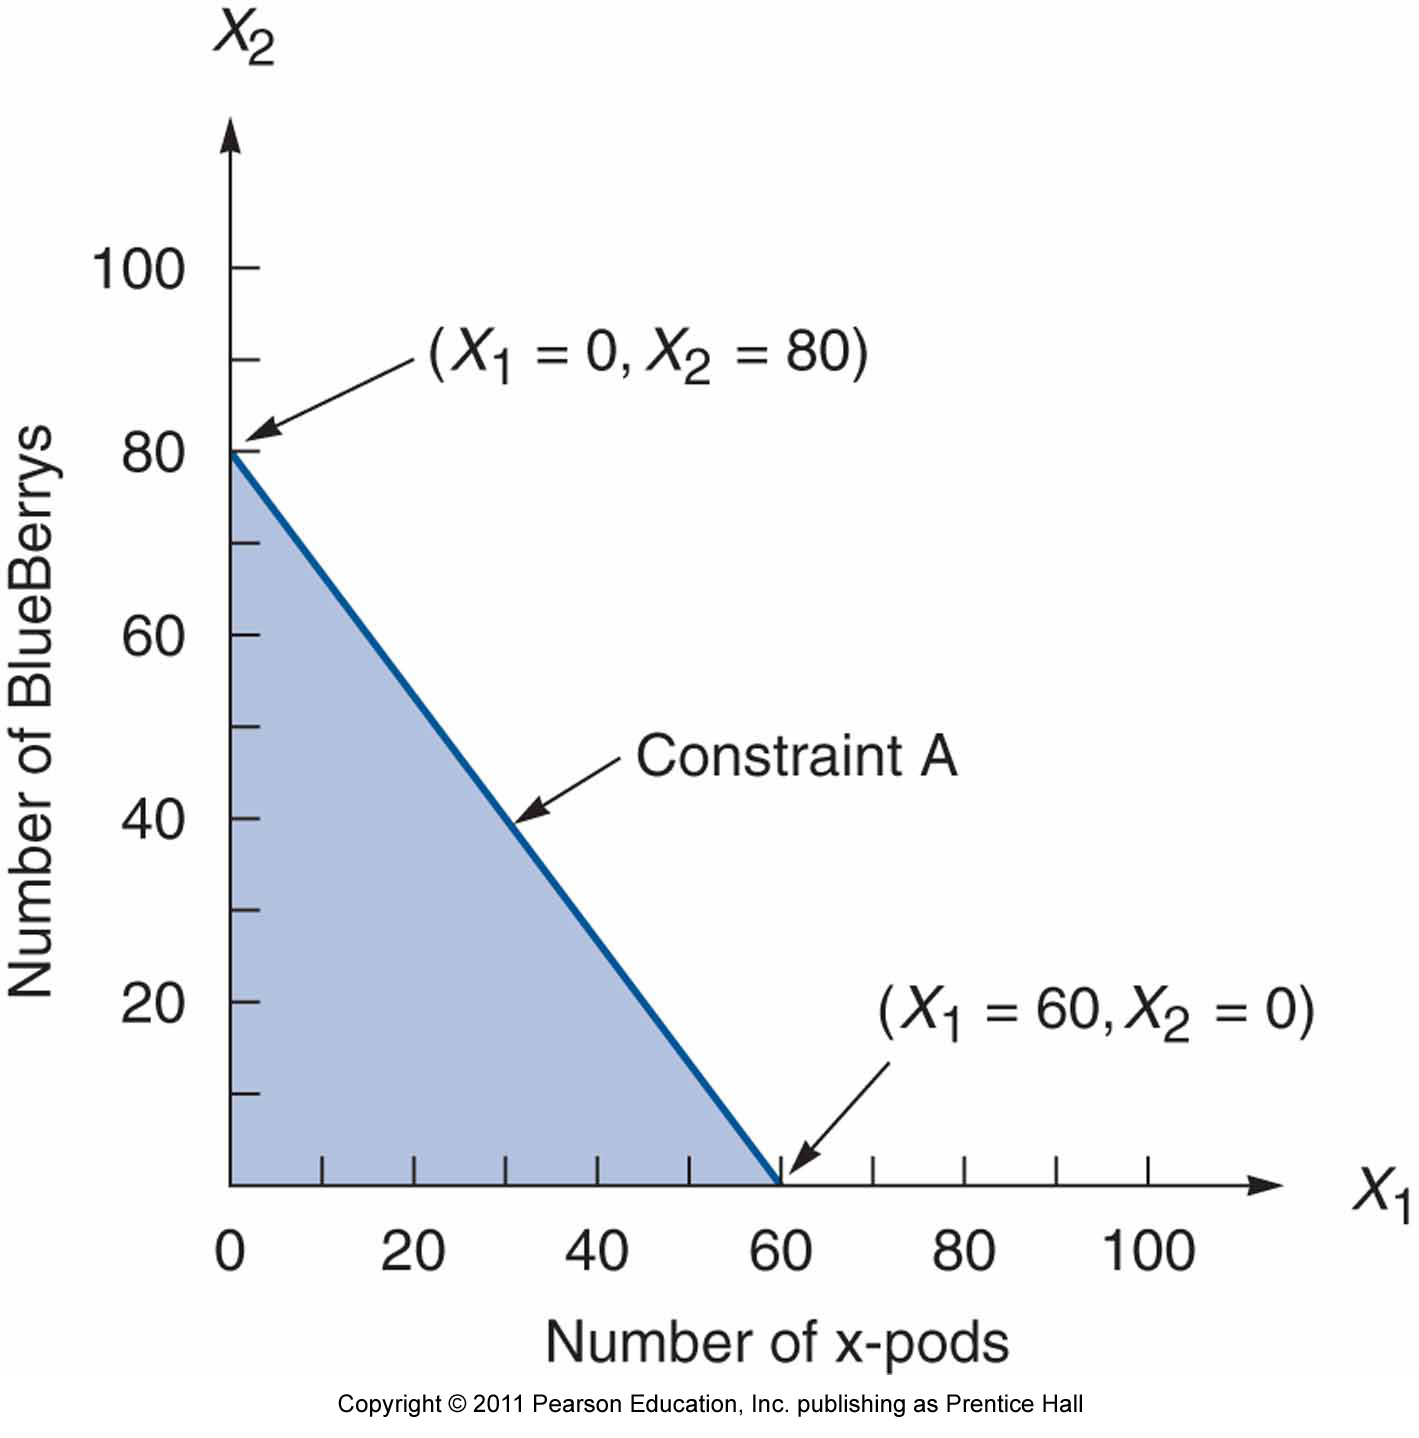 X2
100
(X1 = 0, X2 = 80)
80
60
Constraint A
40
20
(X1 = 60, X2 = 0)
Number of BlueBerrys
X1
0 20 40 60 80 100
Number of x-pods
Copyright © 2011 Pearson Education, Inc. publishing as Prentice Hall